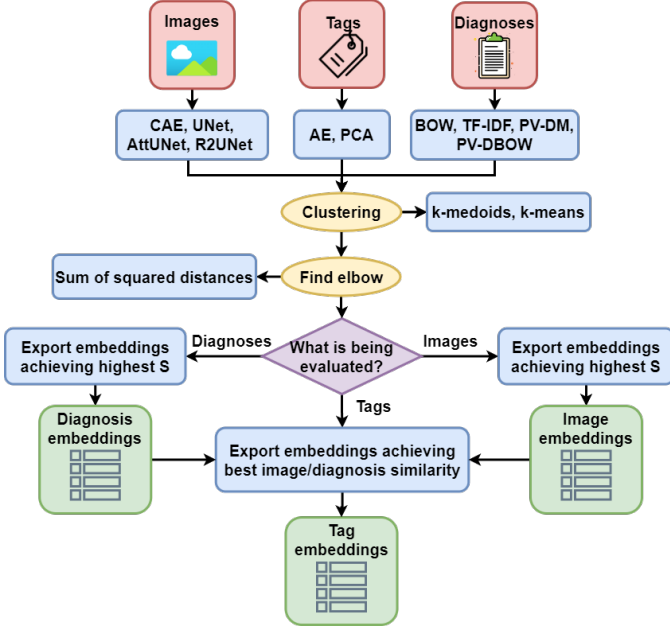 Images
Tags
Diagnoses
CAE, UNet,
AttUNet, R2UNet
AE, PCA
BOW, TF-IDF, PV-DM,
PV-DBOW
Clustering
k-medoids, k-means
Sum of squared distances
Find elbow
Diagnoses
What is being
evaluated?
Images
Export embeddings
achieving highest S
Export embeddings
achieving highest S
Tags
Diagnosis
embeddings
Export embeddings achieving
best image/diagnosis similarity
Image
embeddings
Tag
embeddings